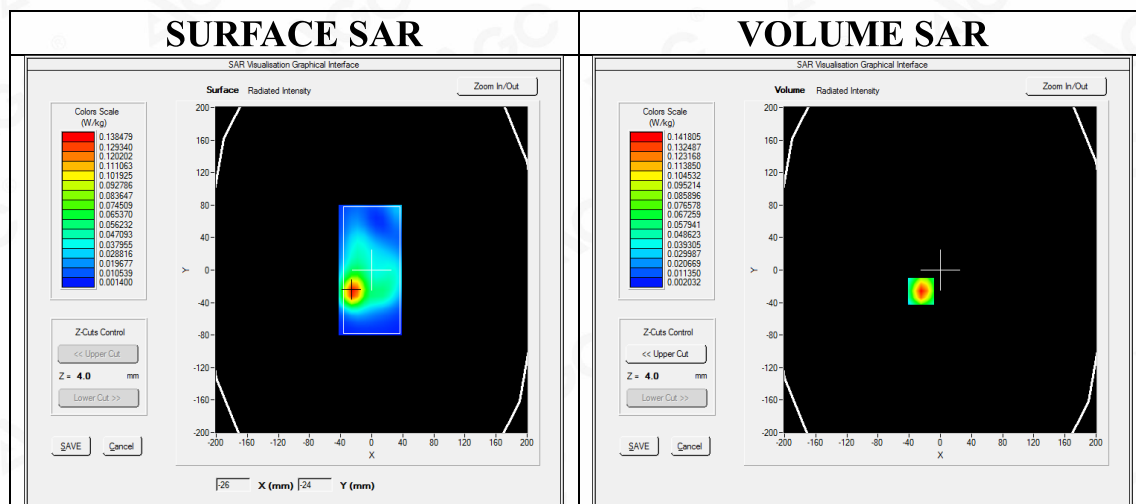 SURFACE SAR
SAR Visualisation Graphical Interface
Surface Radiated Intensity
Zoom In/Out
Colors Scale
(W/kg)
0.138479
0.129340
0.120202
0.111063
0.101925
0.092786
0.083647
0.074509
0.065370
0.056232
0.047093
0.037955
0.028816
0.019677
0.010539
0.001400
Z-Cuts Control
<< Upper Cut
Z = 4.0 mm
Lower Cut >>
SAVE Cancel
200
160
120
80
40
0
-40
-80
-120
-160
-200
Y
-200 -160 -120 -80 -40 0 40 80 120 160 200
X
-26 X (mm) -24 Y (mm)
VOLUME SAR
SAR Visualisation Graphical Interface
Volume Radiated Intensity
Zoom In/Out
Colors Scale
(W/kg)
0.141805
0.132487
0.123168
0.113850
0.104532
0.095214
0.085896
0.076578
0.067259
0.057941
0.048623
0.039305
0.029987
0.020669
0.011350
0.002032
Z-Cuts Control
<< Upper Cut
Z = 4.0 mm
Lower Cut >>
SAVE Cancel
200
160
120
80
40
0
-40
-80
-120
-160
-200
Y
-200 -160 -120 -80 -40 0 40 80 120 160 200
X